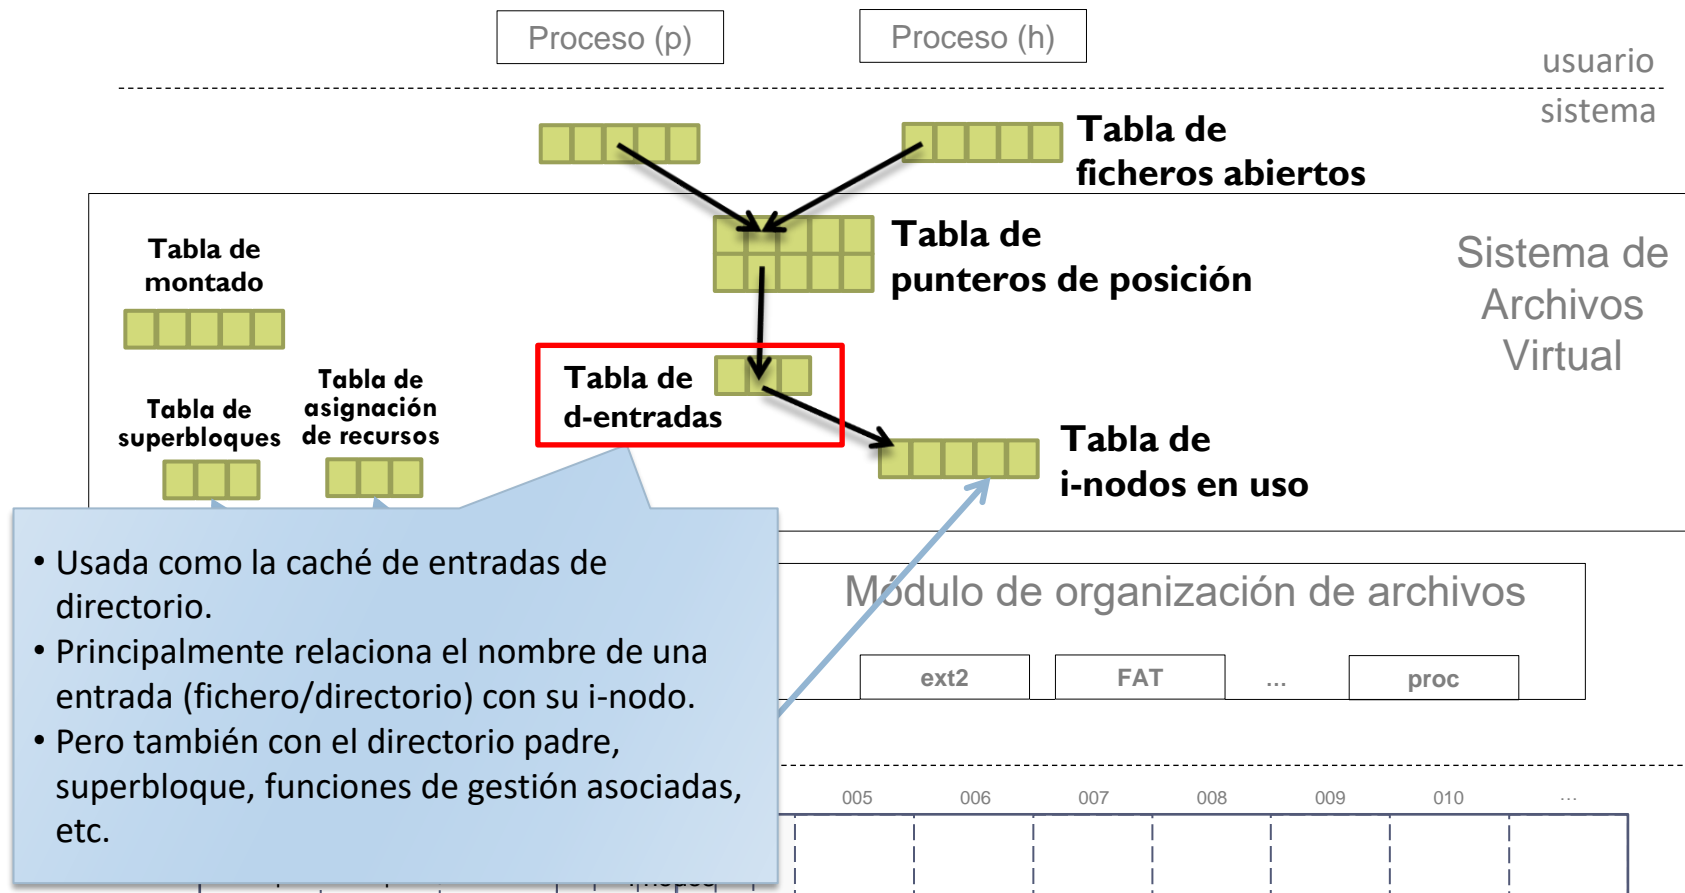 Proceso (p)
Proceso (h)
usuario
sistema
Tabla de
ficheros abiertos
Tabla de
montado
Tabla de
punteros de posición
Sistema de
Archivos
Virtual
Tabla de
superbloques
Tabla de
asignación
de recursos
Tabla de
d-entradas
Tabla de
i-nodos en uso
• Usada como la caché de entradas de
directorio.
• Principalmente relaciona el nombre de una
entrada (fichero/directorio) con su i-nodo.
• Pero también con el directorio padre,
superbloque, funciones de gestión asociadas,
etc.
Módulo de organización de archivos
ext2
FAT
...
proc
005
006
007
008
009
010
...